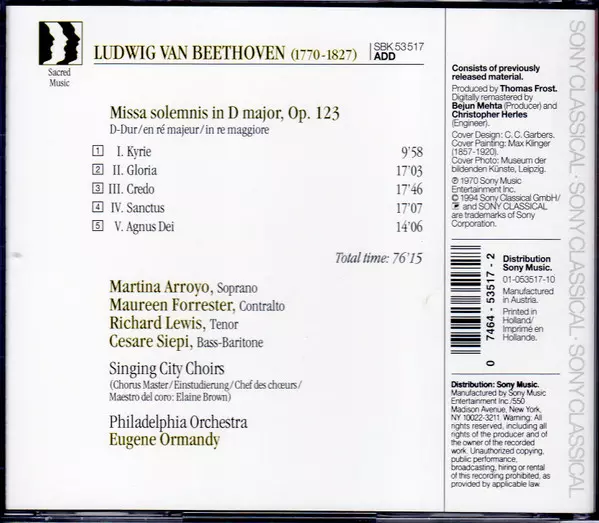 LUDWIG VAN BEETHOVEN (1770-1827)
SBK 53517
ADD
Sacred
Music
Missa solemnis in D major, Op. 123
D-Dur/en ré majeur/in re maggiore
1 I. Kyrie 9'58
2 II. Gloria 17'03
3 III. Credo 17'46
4 IV. Sanctus 17'07
5 V. Agnus Dei 14'06
Total time: 76'15
Martina Arroyo, Soprano
Maureen Forrester, Contralto
Richard Lewis, Tenor
Cesare Siepi, Bass-Baritone
Singing City Choirs
(Chorus Master/Einstudierung/Chef des chœurs/
Maestro del coro: Elaine Brown)
Philadelphia Orchestra
Eugene Ormandy
Consists of previously
released material.
Produced by Thomas Frost.
Digitally remastered by
Bejun Mehta (Producer) and
Christopher Herles
(Engineer).
Cover Design: C. C. Garbers.
Cover Painting: Max Klinger
(1857-1920).
Cover Photo: Museum der
bildenden Künste, Leipzig.
℗ 1970 Sony Music
Entertainment Inc.
© 1994 Sony Classical GmbH/
and SONY CLASSICAL
are trademarks of Sony
Corporation.
0 7464-53517-2
Distribution
Sony Music.
01-053517-10
Manufactured
in Austria.
Printed in
Holland/
Imprimé en
Hollande.
Distribution: Sony Music.
Manufactured by Sony Music
Entertainment Inc./550
Madison Avenue, New York,
NY 10022-3211. Warning: All
rights reserved, including all
rights of the producer and of
the owner of the recorded
work. Unauthorized copying,
public performance,
broadcasting, hiring or rental
of this recording prohibited, as
provided by applicable law.
SONY CLASSICAL · SONY CLASSICAL · SONY CLASSICAL · SONY CLASSICAL